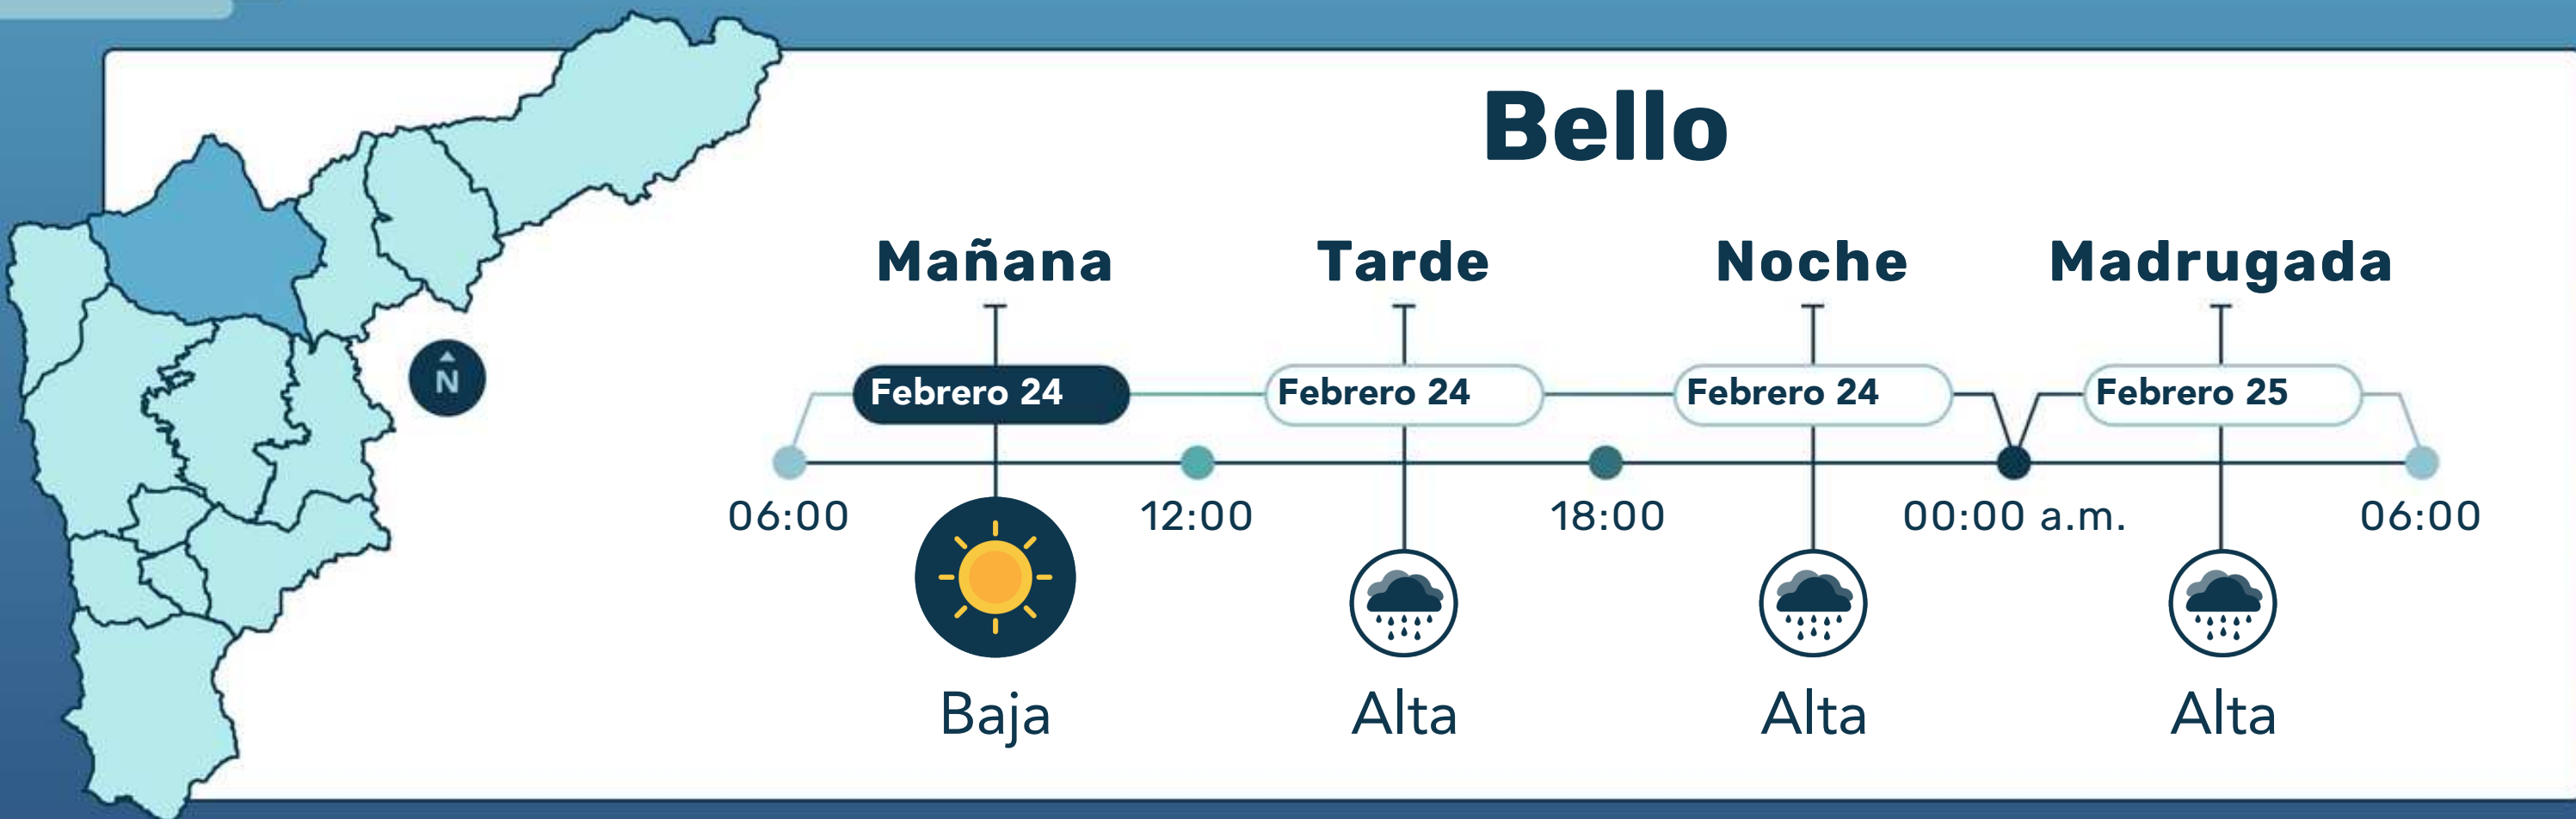 Bello
Mañana Tarde Noche Madrugada
N
Febrero 24 Febrero 24 Febrero 24 Febrero 25
06:00 12:00 18:00 00:00 a.m. 06:00
Baja Alta Alta Alta